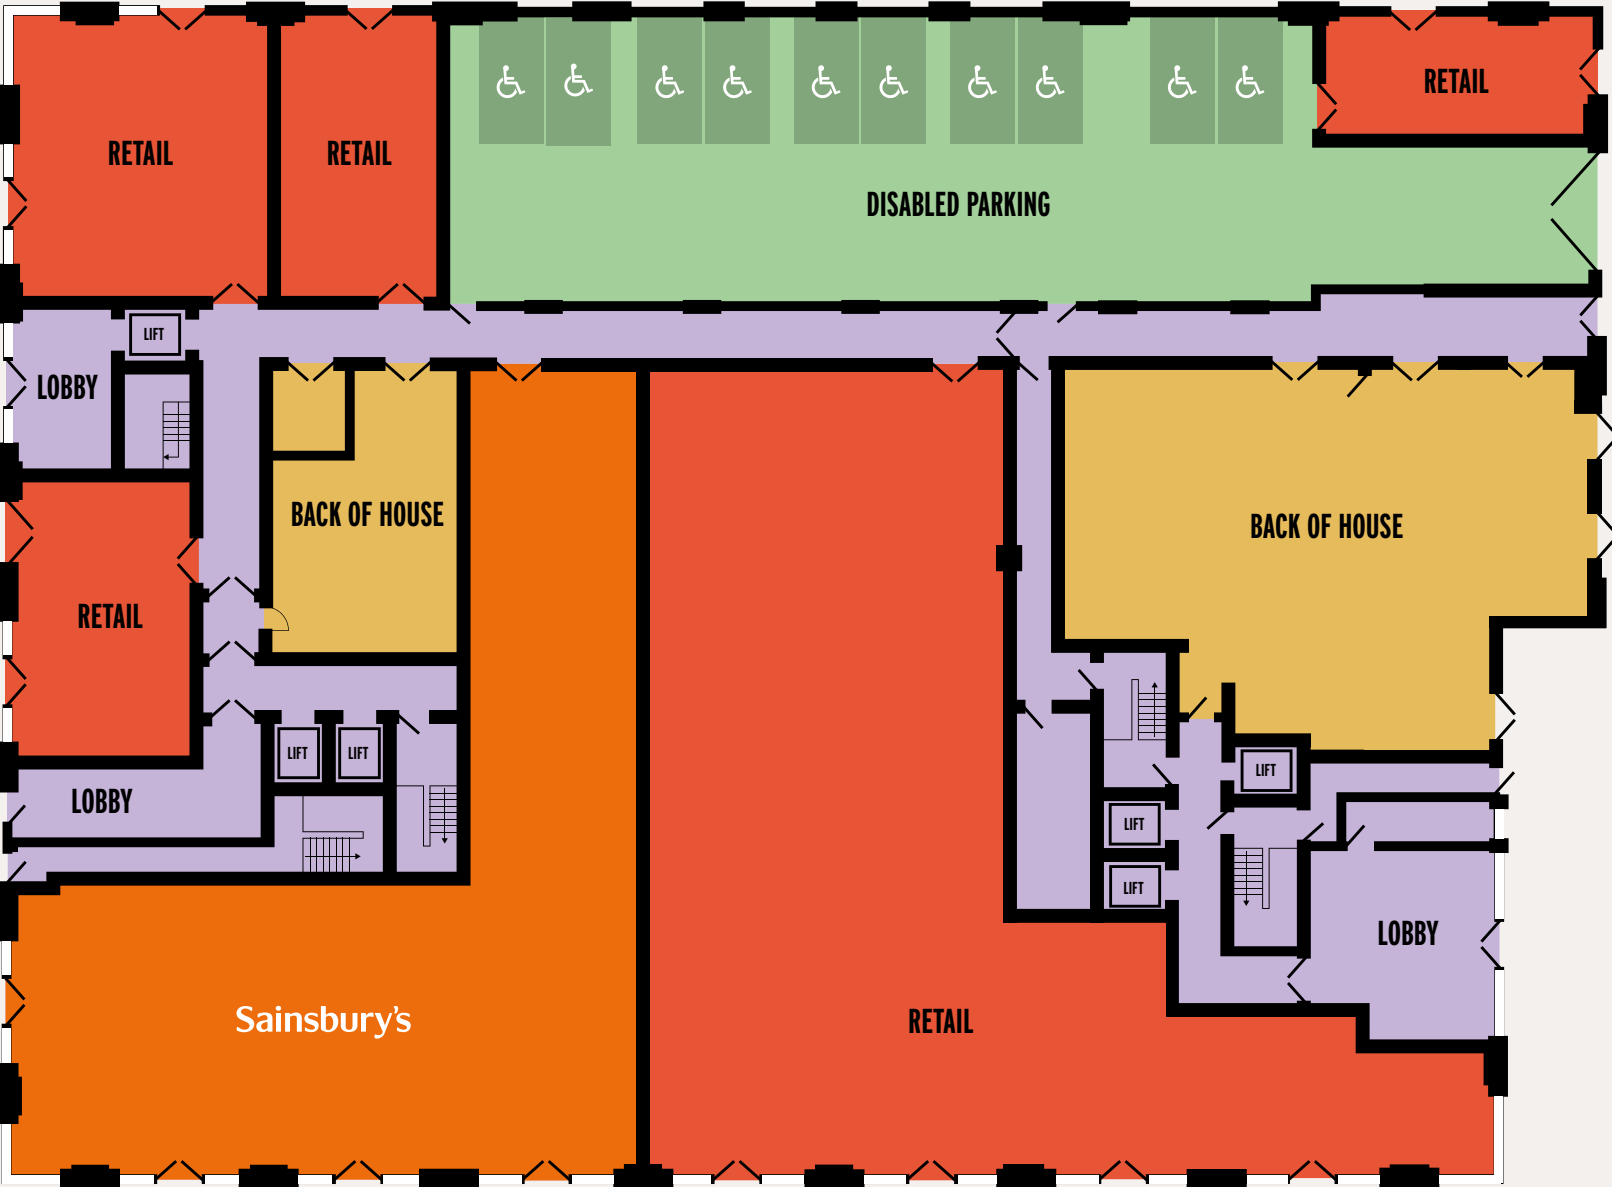 RETAIL
RETAIL
RETAIL
DISABLED PARKING
LIFT
LOBBY
BACK OF HOUSE
BACK OF HOUSE
RETAIL
LIFT
LIFT
LIFT
LOBBY
LIFT
LIFT
LOBBY
Sainsbury's
RETAIL